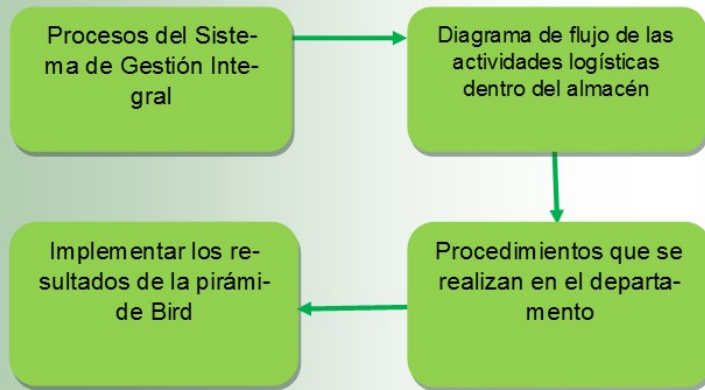 Procesos del Siste-
ma de Gestión Inte-
gral
Diagrama de flujo de las
actividades logísticas
dentro del almacén
Procedimientos que se
realizan en el departa-
mento
Implementar los re-
sultados de la pirámi-
de Bird